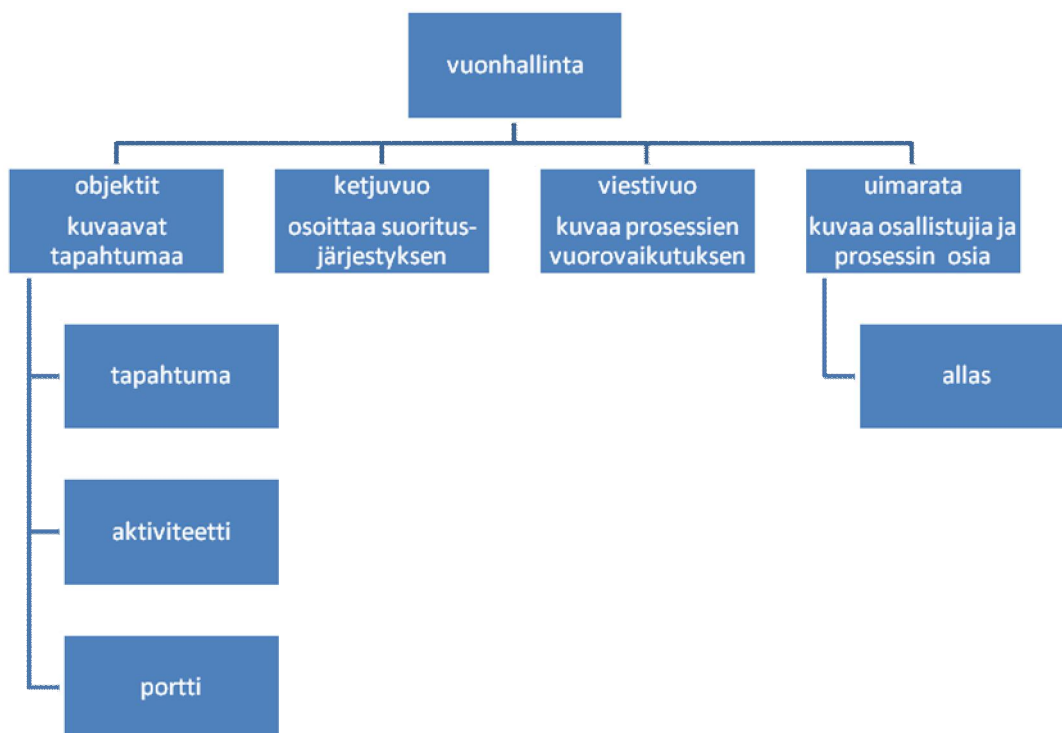 vuonhallinta
objektit
kuvaavat
tapahtumaa
ketjuvuo
osoittaa suoritus-
järjestyksen
viestivuo
kuvaa prosessien
vuorovaikutuksen
uimarata
kuvaa osallistujia ja
prosessin osia
tapahtuma
allas
aktiviteetti
portti